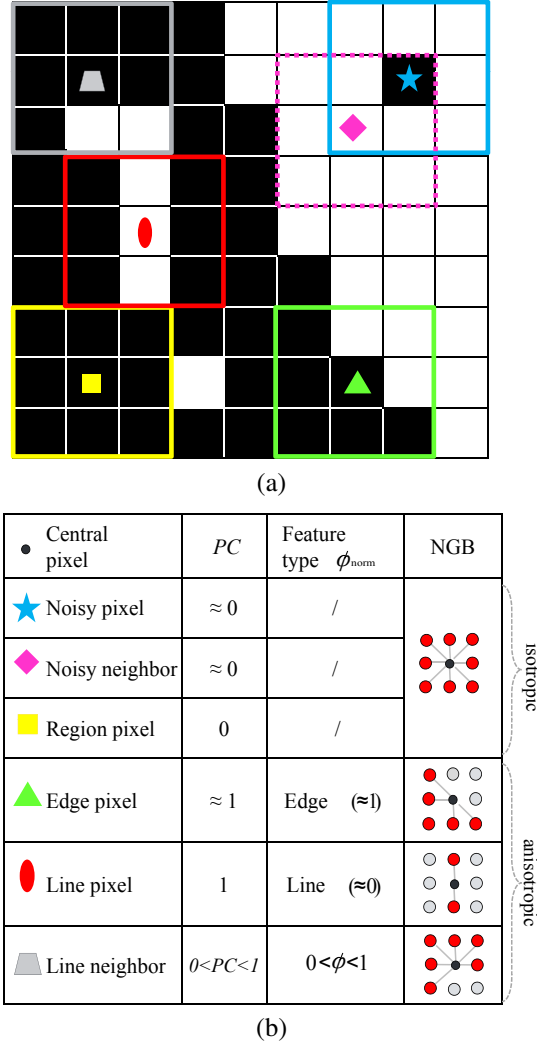 (a)
Central pixel PC Feature type ϕnorm NGB
Noisy pixel ≈ 0 /
Noisy neighbor ≈ 0 /
Region pixel 0 /
isotropic
Edge pixel ≈ 1 Edge (≈1)
Line pixel 1 Line (≈0)
Line neighbor 0<PC<1 0<ϕ<1
anisotropic
(b)